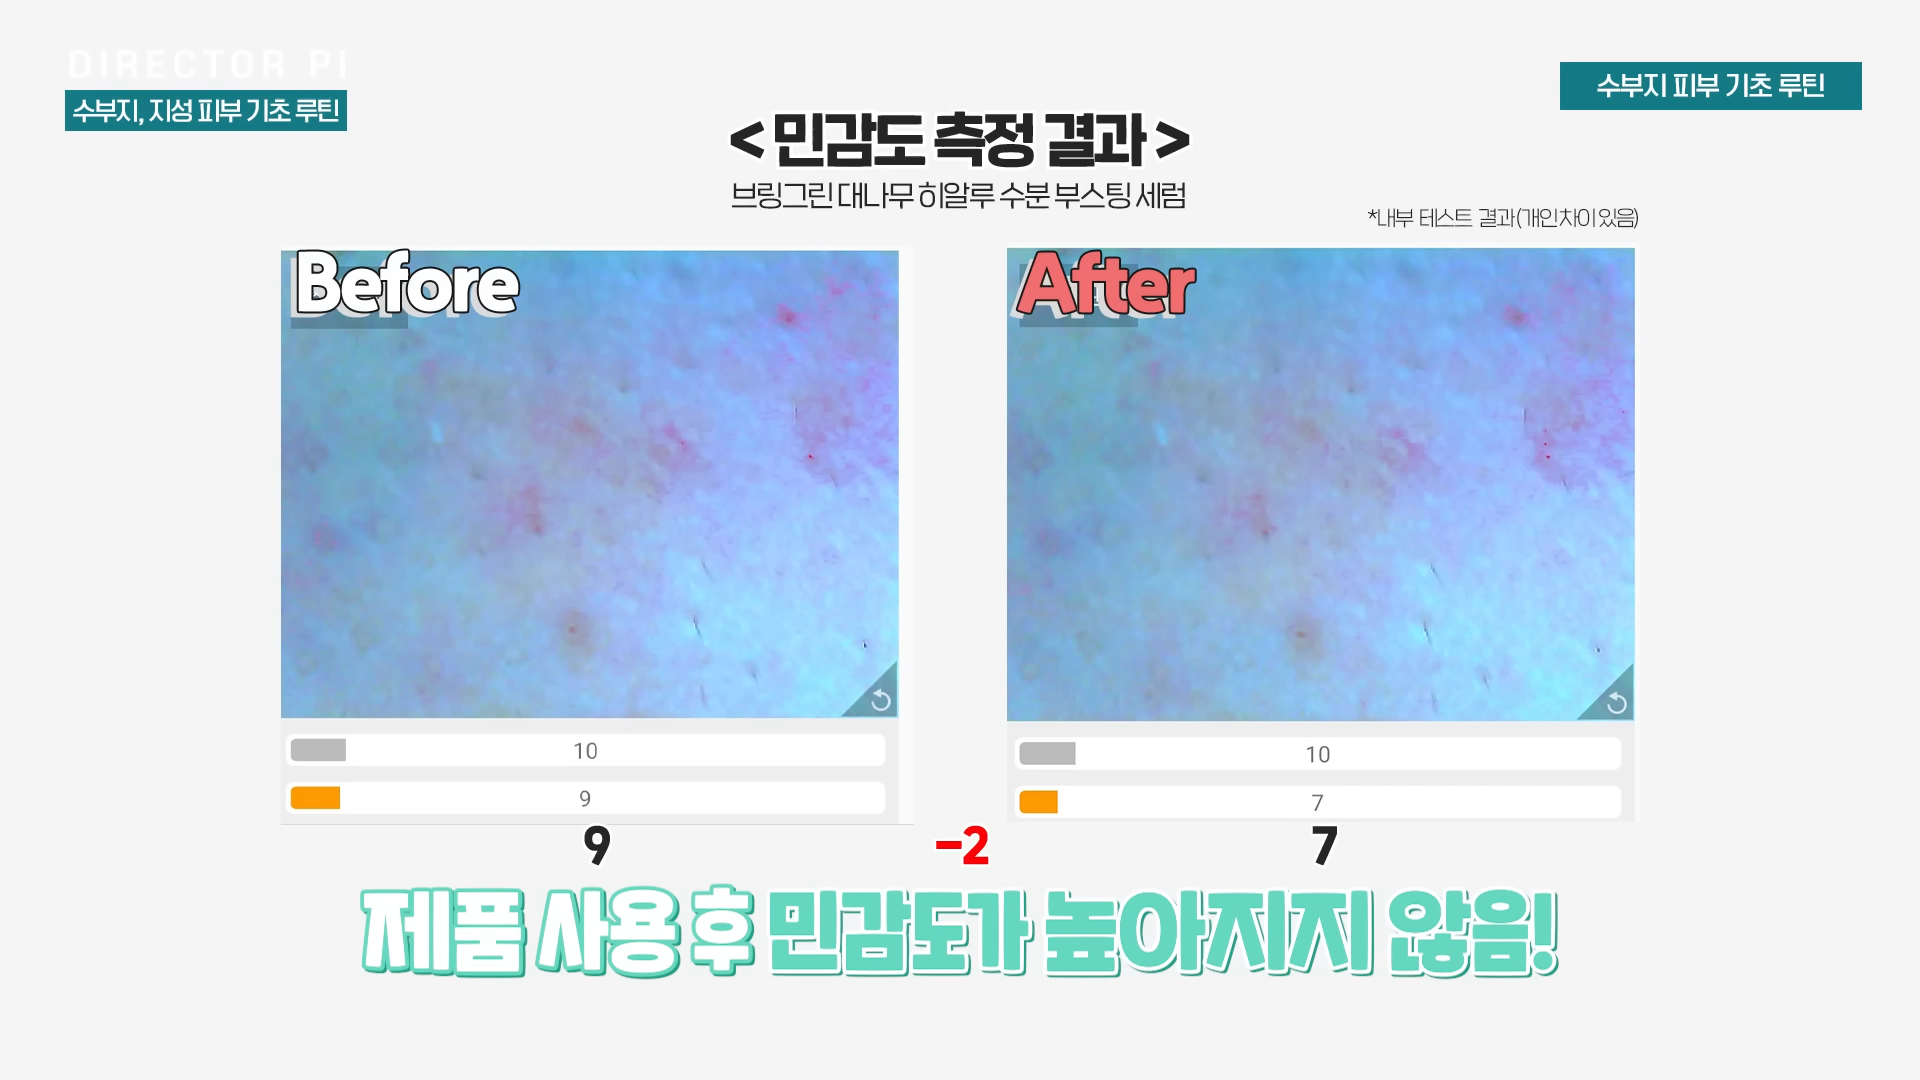 DIRECTOR PI
수부지, 지성 피부 기초 루틴
수부지 피부 기초 루틴
<민감도 측정 결과>
브링그린 대나무 히알루 수분 부스팅 세럼
*내부 테스트 결과(개인차이 있음)
Before
After
10
10
9
7
9
-2
7
제품 사용 후 민감도가 높아지지 않음!